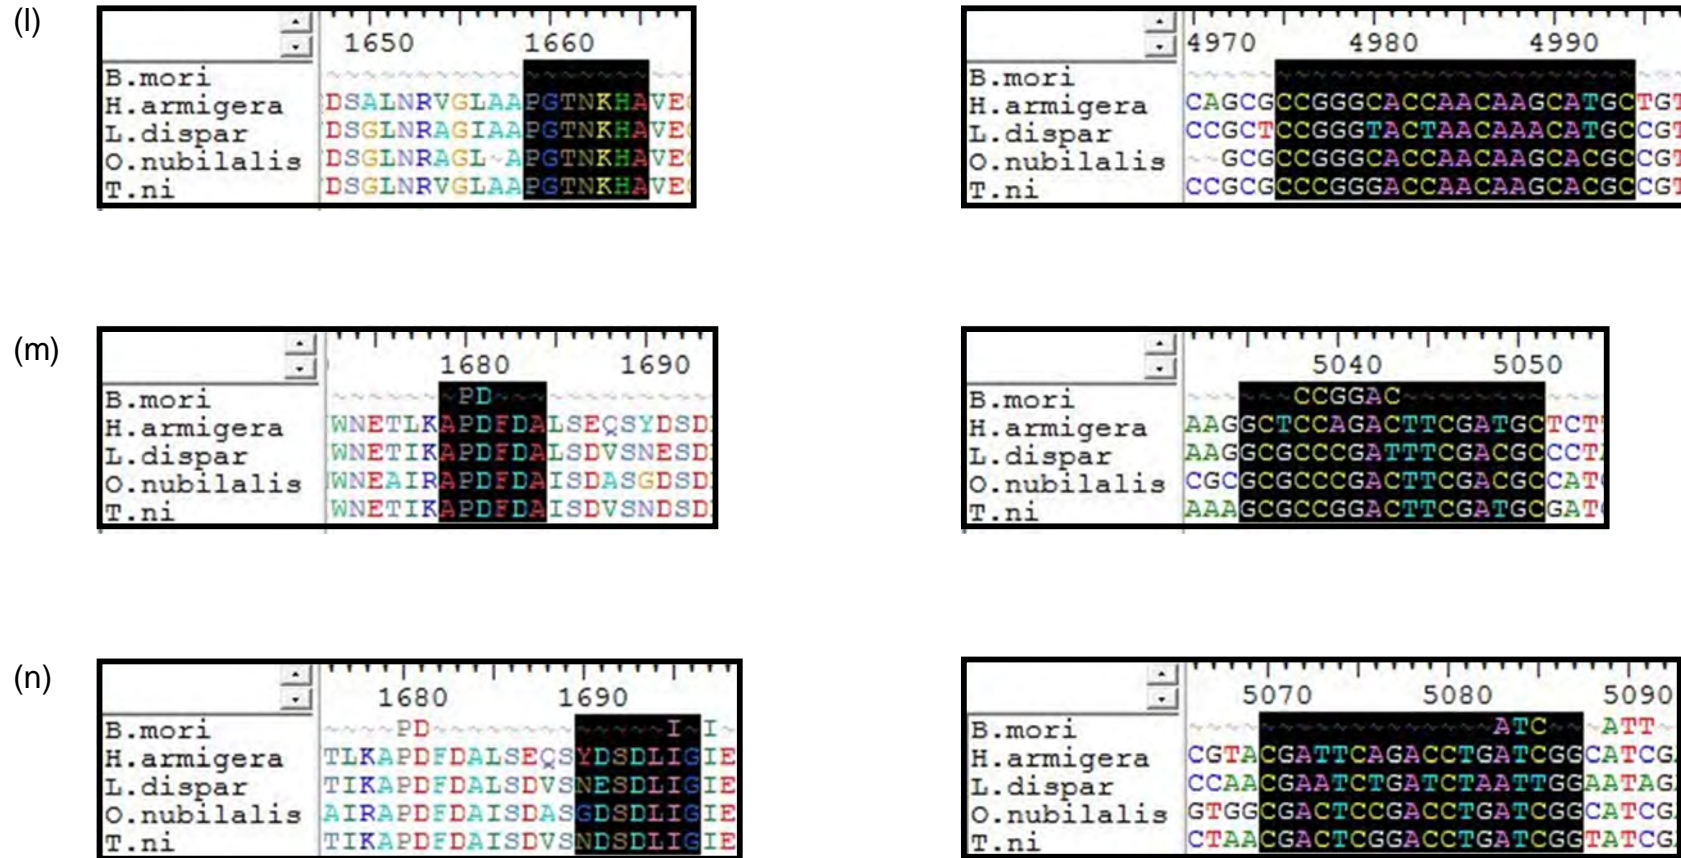 (l)
1650 1660
B.mori ~~~~~~~~~~~~~~~~~~~~
H.armigera DSALNRVGLAAPGTNKHAVE
L.dispar DSGLNRAGIAAPGTNKHAVE
O.nubilalis DSGLNRAGL~APGTNKHAVE
T.ni DSGLNRVGLAAPGTNKHAVE
4970 4980 4990
B.mori ~~~~~~~~~~~~~~~~~~~~~~~~~~~
H.armigera CAGCGCCGGGCACCAACAAGCATGCTGT
L.dispar CCGCTCCGGGTACTAACAAACATGCCGT
O.nubilalis ~~GCGCCGGGCACCAACAAGCACGCCGT
T.ni CCGCGCCCGGGACCAACAAGCACGCCGT
(m)
1680 1690
B.mori ~~~~~~~PD~~~~~~~~~~~~
H.armigera WNETLKAPDFDALSEQSYDSD
L.dispar WNETIKAPDFDALSDVSNESD
O.nubilalis WNEAIRAPDFDAISDASGDSD
T.ni WNETIKAPDFDAISDVSNDSD
5040 5050
B.mori ~~~~~~CCGGAC~~~~~~~~~~~
H.armigera AAGGCTCCAGACTTCGATGCTCT
L.dispar AAGGCGCCCGATTTCGACGCCCT
O.nubilalis CGCGCGCCCGACTTCGACGCCAT
T.ni AAAGCGCCGGACTTCGATGCGAT
(n)
1680 1690
B.mori ~~~~PD~~~~~~~~~~~~~I~I~
H.armigera TLKAPDFDALSEQSYDSDLIGIE
L.dispar TIKAPDFDALSDVSNESDLIGIE
O.nubilalis AIRAPDFDAISDASGDSDLIGIE
T.ni TIKAPDFDAISDVSNDSDLIGIE
5070 5080 5090
B.mori ~~~~~~~~~~~~~~~~~ATC~~~ATT~
H.armigera CGTACGATTCAGACCTGATCGGCATCG
L.dispar CCAACGAATCTGATCTAATTGGAATAG
O.nubilalis GTGGCGACTCCGACCTGATCGGCATCG
T.ni CTAACGACTCGGACCTGATCGGTATCG